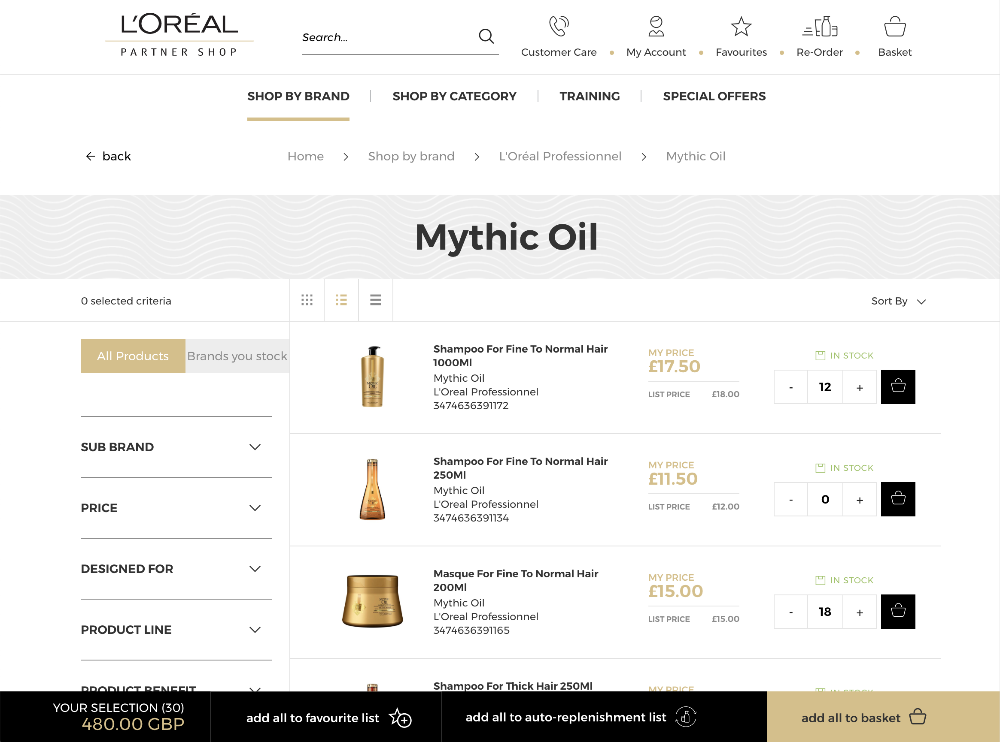 L'ORÉAL
PARTNER SHOP
Search...
Customer Care
My Account
Favourites
Re-Order
Basket
SHOP BY BRAND
SHOP BY CATEGORY
TRAINING
SPECIAL OFFERS
back
Home
Shop by brand
L'Oréal Professionnel
Mythic Oil
Mythic Oil
0 selected criteria
Sort By
All Products
Brands you stock
SUB BRAND
PRICE
DESIGNED FOR
PRODUCT LINE
PRODUCT BENEFIT
MYTHIC
OIL
Shampoo For Fine To Normal Hair
1000Ml
Mythic Oil
L'Oreal Professionnel
3474636391172
MY PRICE
£17.50
LIST PRICE £18.00
IN STOCK
- 12 +
MYTHIC
OIL
Shampoo For Fine To Normal Hair
250Ml
Mythic Oil
L'Oreal Professionnel
3474636391134
MY PRICE
£11.50
LIST PRICE £12.00
IN STOCK
- 0 +
MYTHIC
OIL
Masque For Fine To Normal Hair
200Ml
Mythic Oil
L'Oreal Professionnel
3474636391165
MY PRICE
£15.00
LIST PRICE £15.00
IN STOCK
- 18 +
Shampoo For Thick Hair 250Ml
MY PRICE
IN STOCK
YOUR SELECTION (30)
480.00 GBP
add all to favourite list
add all to auto-replenishment list
add all to basket